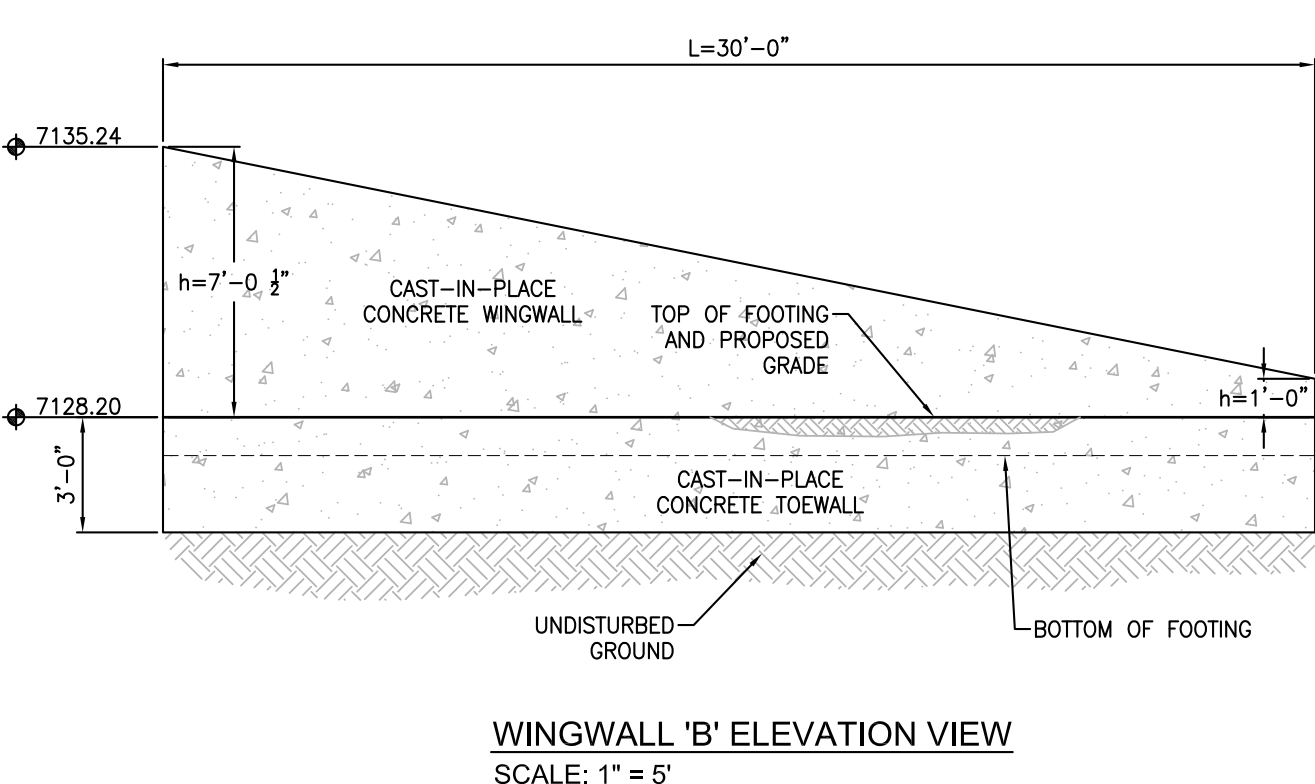 L=30'-0"
7135.24
h=7'-0 ½"
CAST-IN-PLACE
CONCRETE WINGWALL
TOP OF FOOTING
AND PROPOSED
GRADE
h=1'-0"
7128.20
3'-0"
CAST-IN-PLACE
CONCRETE TOEWALL
UNDISTURBED
GROUND
BOTTOM OF FOOTING
WINGWALL 'B' ELEVATION VIEW
SCALE: 1" = 5'